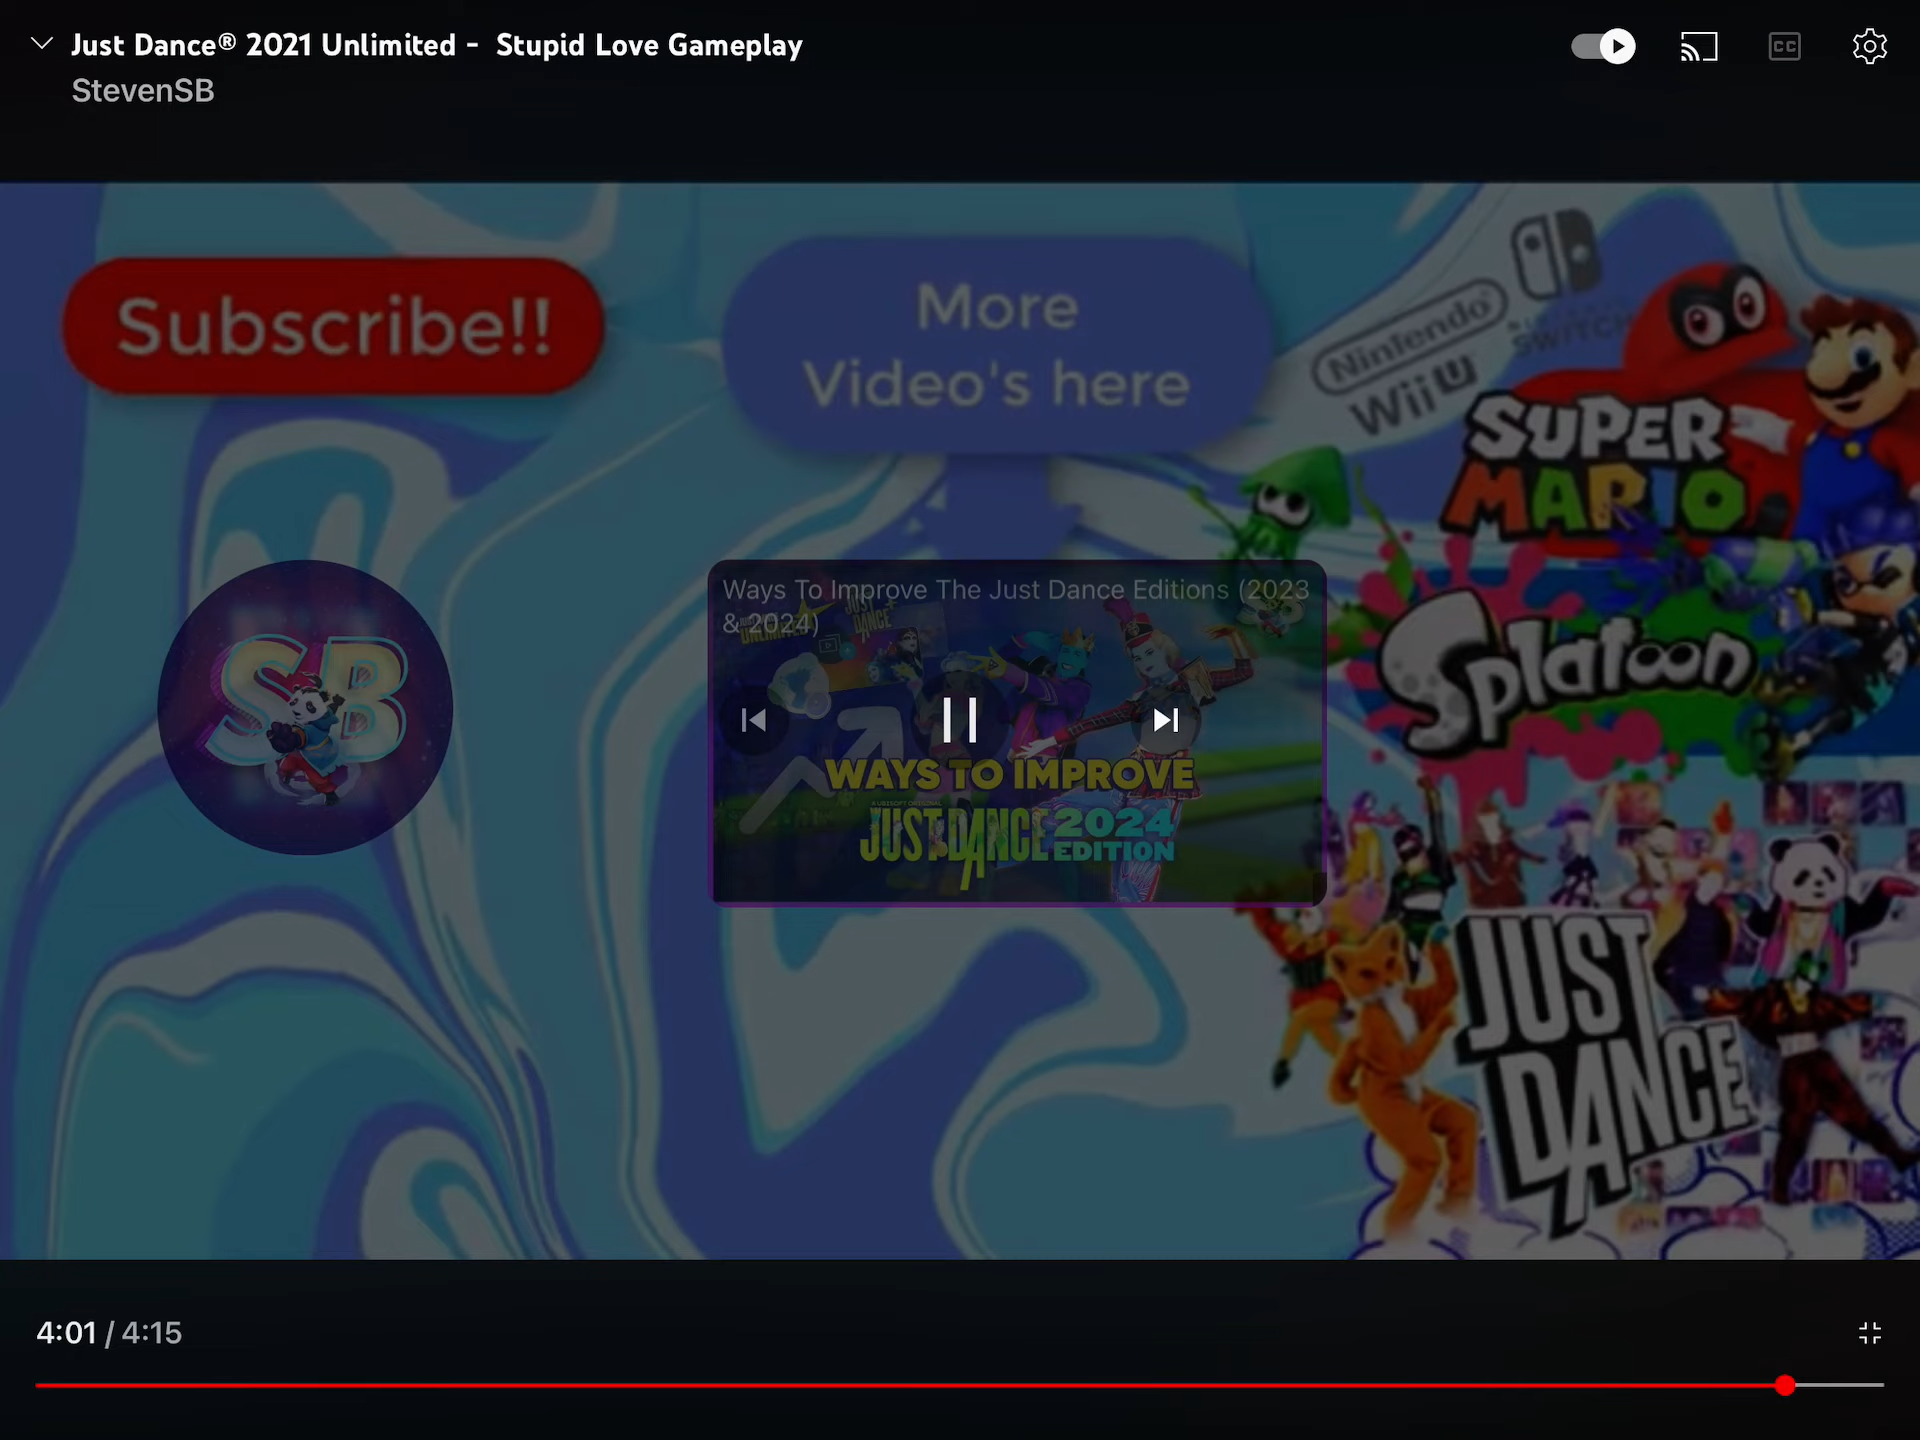 Just Dance® 2021 Unlimited - Stupid Love Gameplay
StevenSB
CC
Subscribe!!
More
Video's here
Nintendo
SWITCH
Wii U
SUPER
MARIO
Splatoon
SB
Ways To Improve The Just Dance Editions (2023
& 2024)
WAYS TO IMPROVE
JUST DANCE 2024
EDITION
JUST
DANCE
4:01 / 4:15